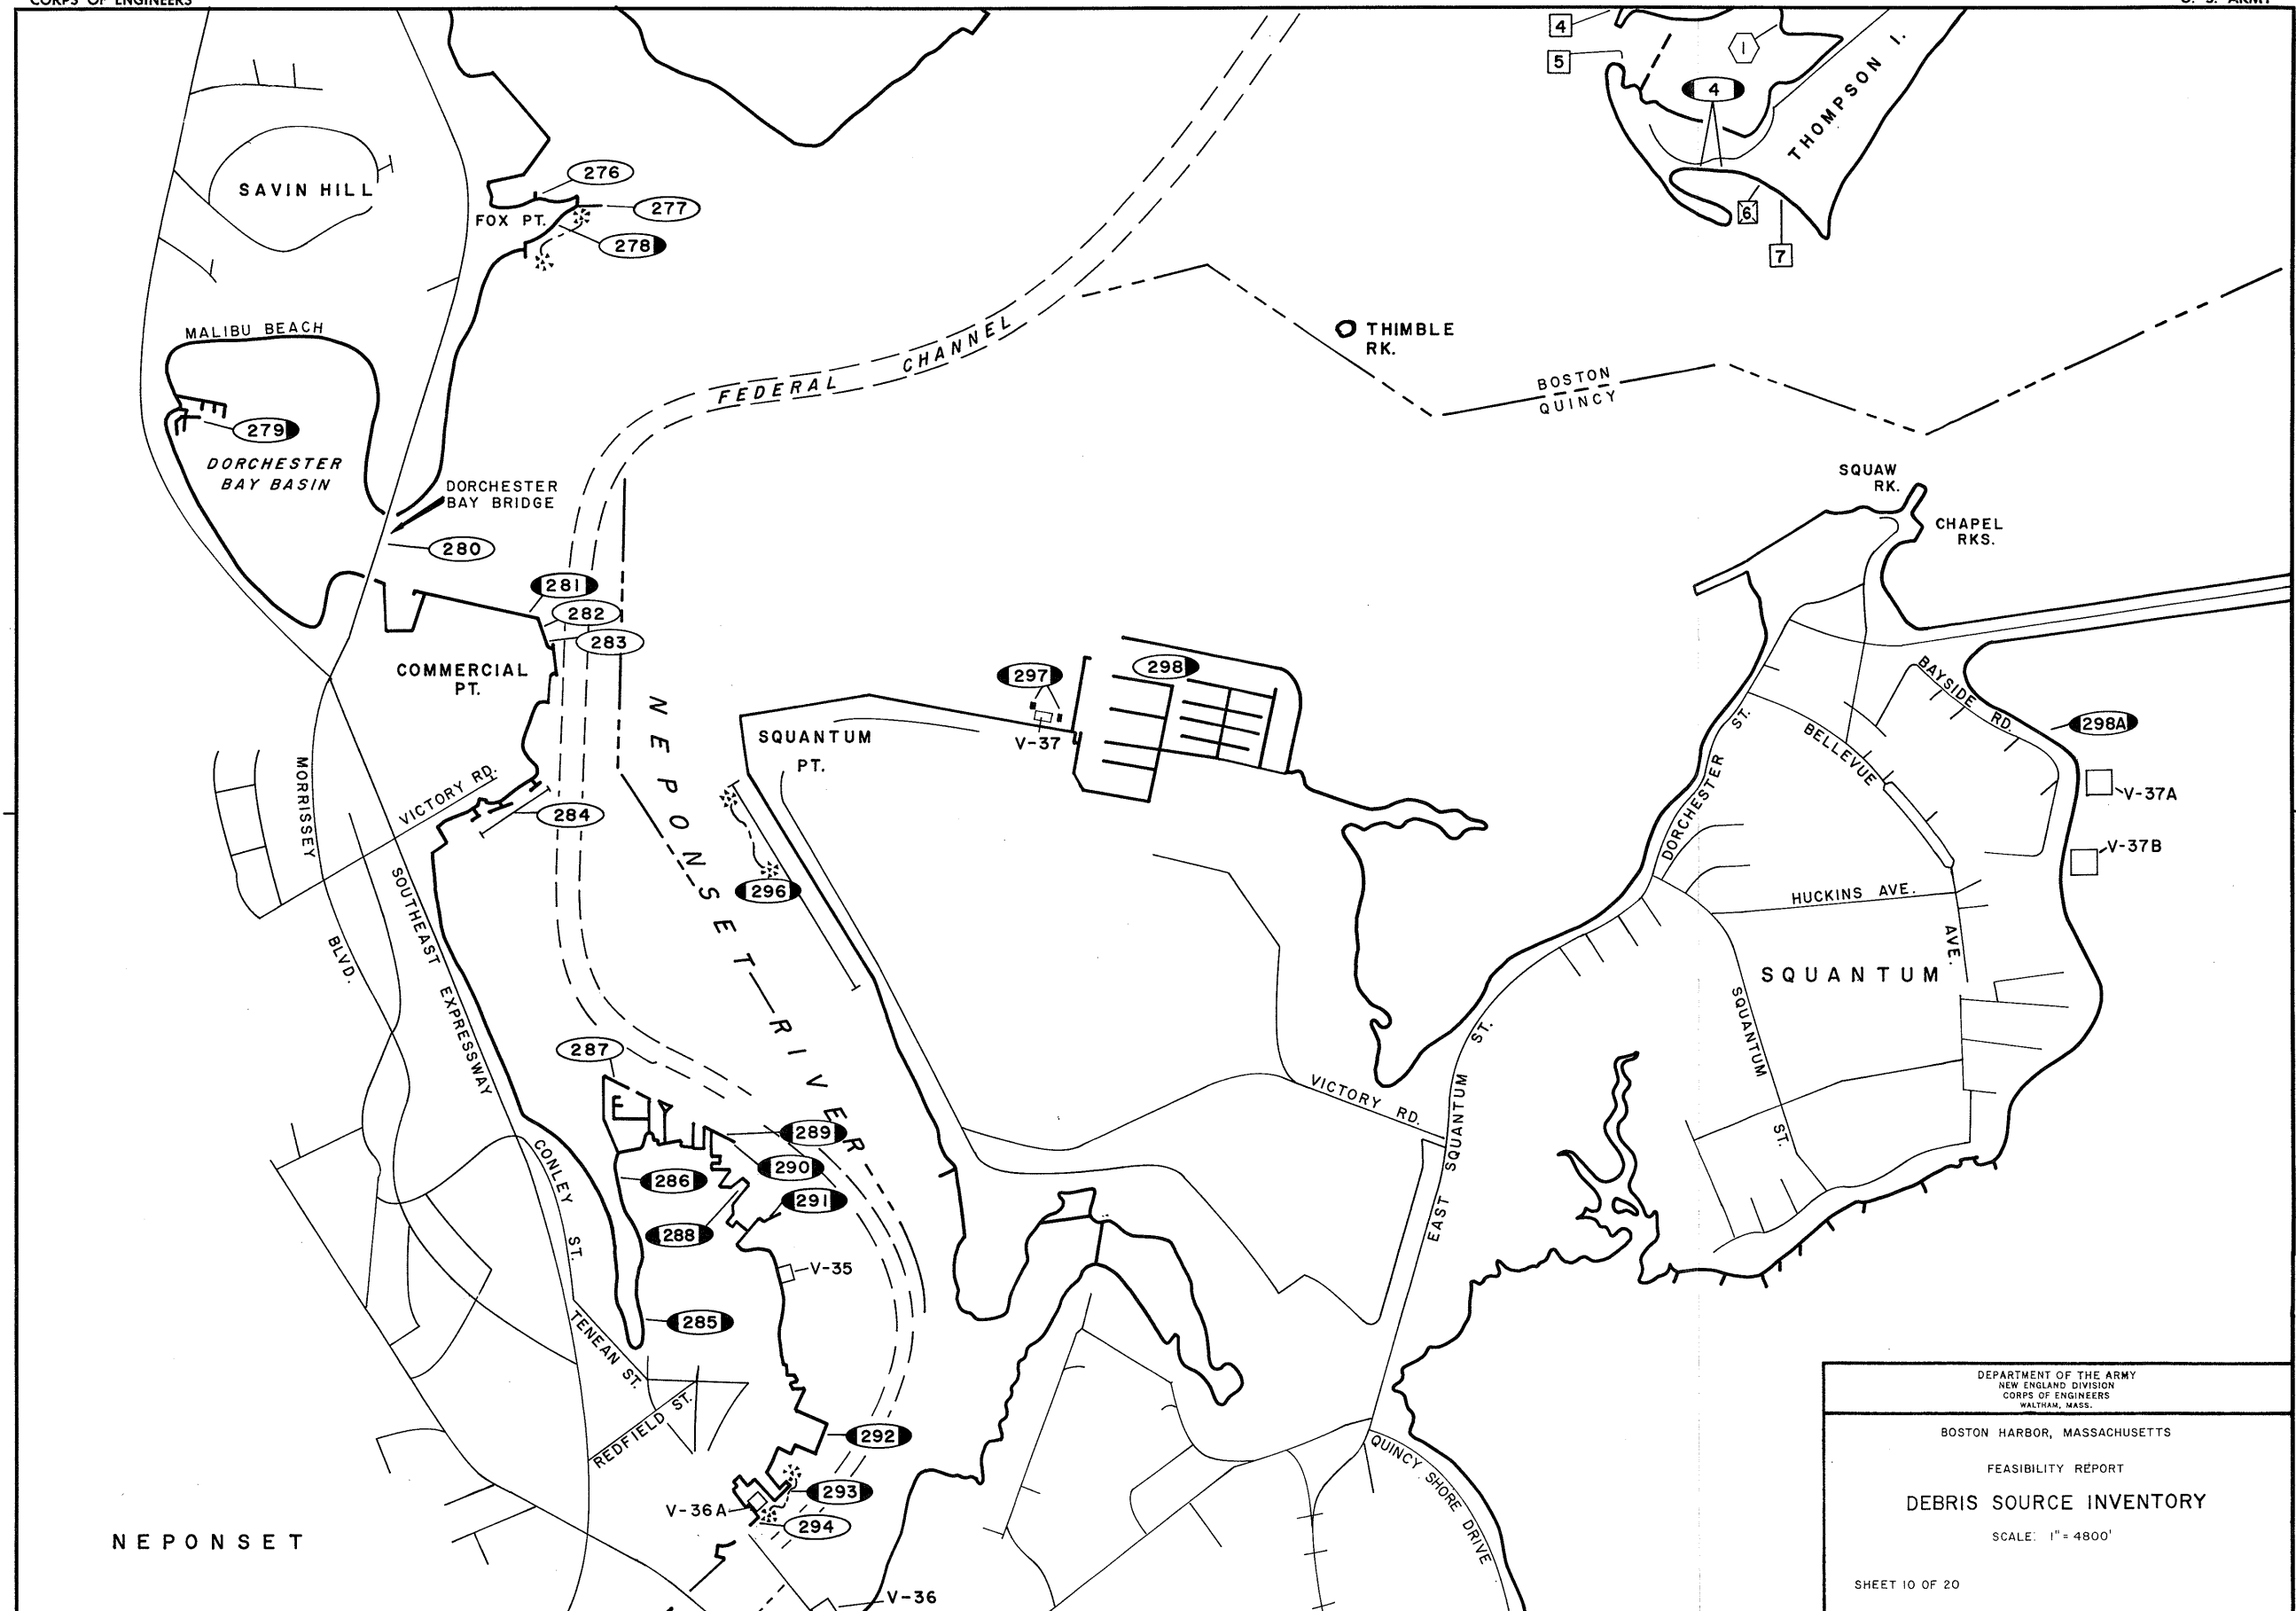 CORPS OF ENGINEERS
U. S. ARMY
4
5
1
4
THOMPSON I.
6
7
SAVIN HILL
276
277
FOX PT.
278
MALIBU BEACH
THIMBLE
RK.
FEDERAL CHANNEL
BOSTON
QUINCY
279
DORCHESTER
BAY BASIN
DORCHESTER
BAY BRIDGE
280
SQUAW
RK.
CHAPEL
RKS.
281
282
283
COMMERCIAL
PT.
297
298
V-37
SQUANTUM
PT.
NEPONSET RIVER
BAYSIDE RD.
298A
BELLEVUE
AVE.
DORCHESTER ST.
V-37A
V-37B
MORRISSEY
BLVD.
VICTORY RD.
284
296
SOUTHEAST EXPRESSWAY
HUCKINS AVE.
SQUANTUM
SQUANTUM
ST.
287
VICTORY RD.
EAST SQUANTUM ST.
289
290
286
291
288
CONLEY ST.
V-35
285
TENEAN ST.
REDFIELD ST.
292
293
V-36A
294
QUINCY SHORE DRIVE
NEPONSET
V-36
DEPARTMENT OF THE ARMY
NEW ENGLAND DIVISION
CORPS OF ENGINEERS
WALTHAM, MASS.
BOSTON HARBOR, MASSACHUSETTS
FEASIBILITY REPORT
DEBRIS SOURCE INVENTORY
SCALE: 1" = 4800'
SHEET 10 OF 20